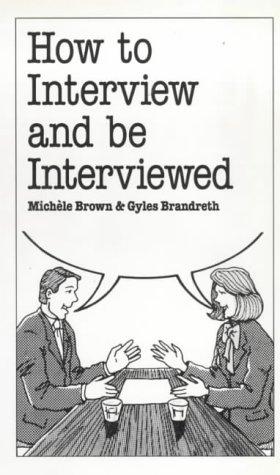 How to
Interview
and be
Interviewed
Michèle Brown & Gyles Brandreth